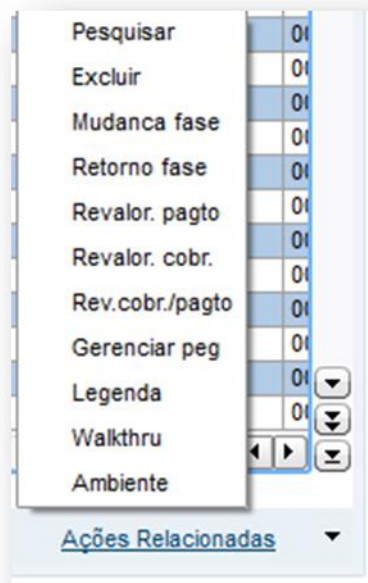 Pesquisar
Excluir
Mudanca fase
Retorno fase
Revalor. pagto
Revalor. cobr.
Rev.cobr./pagto
Gerenciar peg
Legenda
Walkthru
Ambiente
Ações Relacionadas